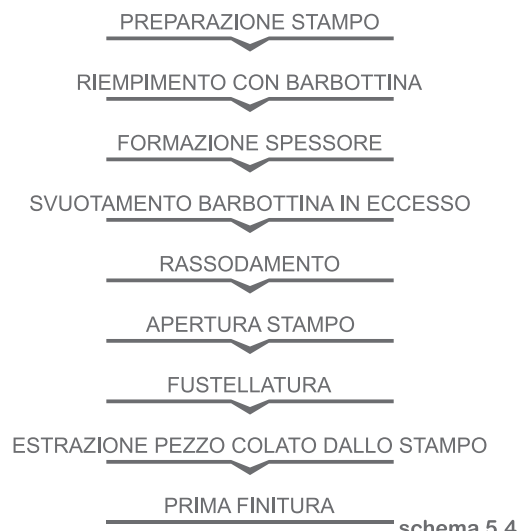 PREPARAZIONE STAMPO
RIEMPIMENTO CON BARBOTTINA
FORMAZIONE SPESSORE
SVUOTAMENTO BARBOTTINA IN ECCESSO
RASSODAMENTO
APERTURA STAMPO
FUSTELLATURA
ESTRAZIONE PEZZO COLATO DALLO STAMPO
PRIMA FINITURA
schema 5.4